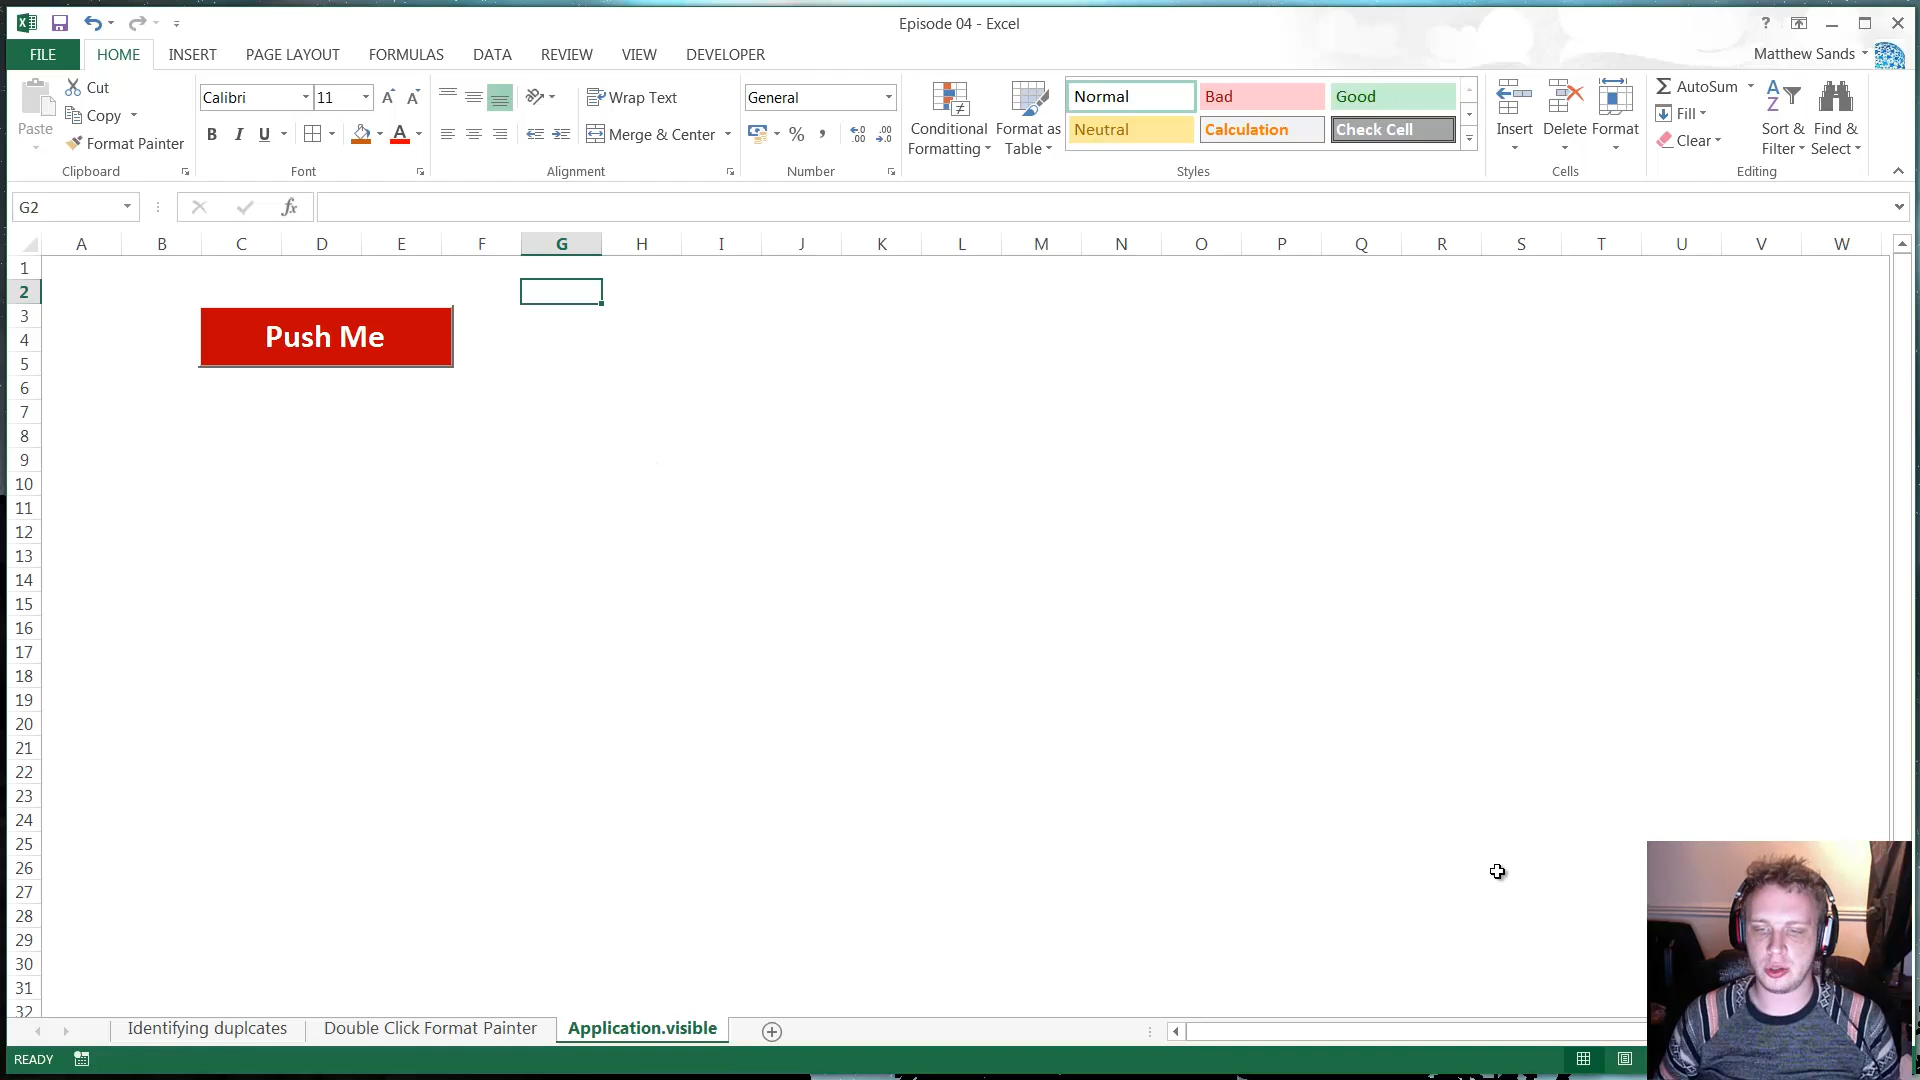 Episode 04 - Excel
?
FILE HOME INSERT PAGE LAYOUT FORMULAS DATA REVIEW VIEW DEVELOPER
Matthew Sands
Paste
Cut
Copy
Format Painter
Clipboard
Calibri 11
B I U
Font
Wrap Text
Merge & Center
Alignment
General
%
Number
Conditional Formatting
Format as Table
Normal Bad Good
Neutral Calculation Check Cell
Styles
Insert Delete Format
Cells
AutoSum
Fill
Clear
Sort & Filter
Find & Select
Editing
G2
fx
A B C D E F G H I J K L M N O P Q R S T U V W
1
2
3
Push Me
4
5
6
7
8
9
10
11
12
13
14
15
16
17
18
19
20
21
22
23
24
25
26
27
28
29
30
31
32
Identifying duplcates Double Click Format Painter Application.visible
READY